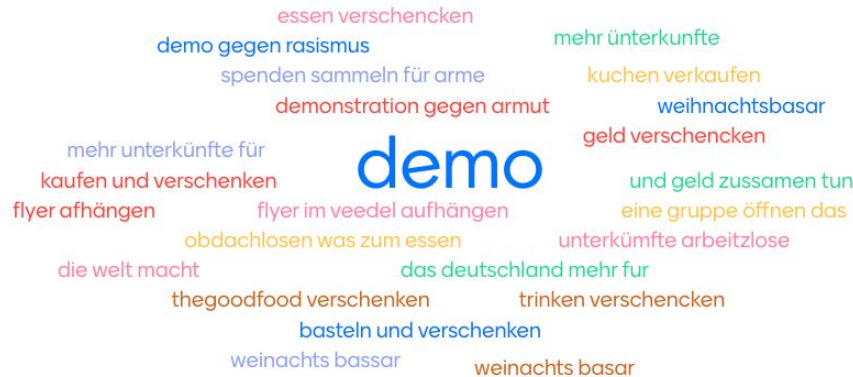 essen verschencken
demo gegen rasismus
mehr ünterkunfte
spenden sammeln für arme
kuchen verkaufen
demonstration gegen armut
weihnachtsbasar
geld verschencken
mehr unterkünfte für
demo
kaufen und verschenken
und geld zussamen tun
flyer afhängen
flyer im veedel aufhängen
eine gruppe öffnen das
obdachlosen was zum essen
unterkümfte arbeitzlose
die welt macht
das deutschland mehr fur
thegoodfood verschenken
trinken verschencken
basteln und verschenken
weinachts bassar
weinachts basar